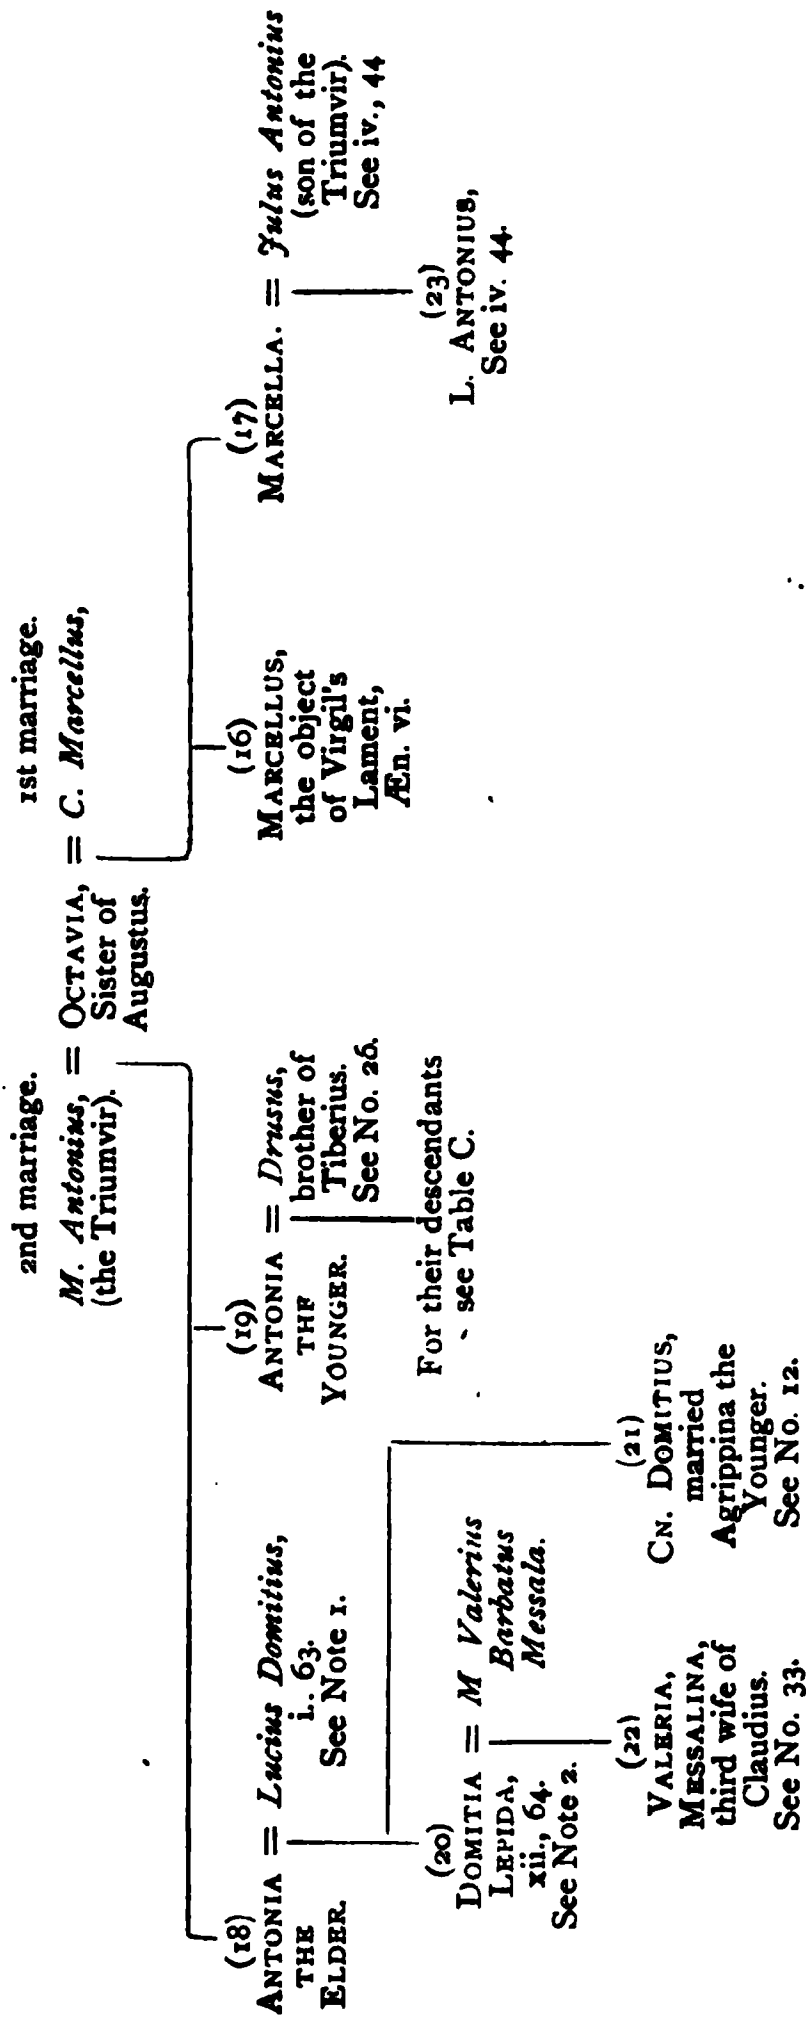 2nd marriage.
1st marriage.
M. Antonius, = OCTAVIA, = C. Marcellus,
(the Triumvir).
Sister of
Augustus.
(18)
ANTONIA = Lucius Domitius,
THE
ELDER.
i.. 63.
See Note 1.
(19)
ANTONIA = Drusus,
THF
YOUNGER.
brother of
Tiberius.
See No. 26.
(16)
MARCELLUS,
the object
of Virgil's
Lament,
Æn. vi.
(17)
MARCELLA. = Julus Antonius
(son of the
Triumvir).
See iv., 44
(20)
DOMITIA = M Valerius
LEPIDA,
xii., 64.
See Note 2.
Barbatus
Messala.
For their descendants
see Table C.
(23)
L. ANTONIUS,
See iv. 44.
(22)
VALERIA,
MESSALINA,
third wife of
Claudius.
See No. 33.
(21)
CN. DOMITIUS,
married
Agrippina the
Younger.
See No. 12.